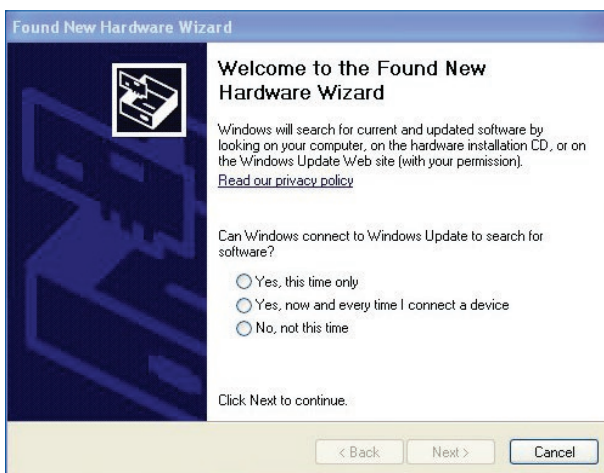 Found New Hardware Wizard
Welcome to the Found New
Hardware Wizard
Windows will search for current and updated software by
looking on your computer, on the hardware installation CD, or on
the Windows Update Web site (with your permission).
Read our privacy policy
Can Windows connect to Windows Update to search for
software?
Yes, this time only
Yes, now and every time I connect a device
No, not this time
Click Next to continue.
< Back
Next >
Cancel